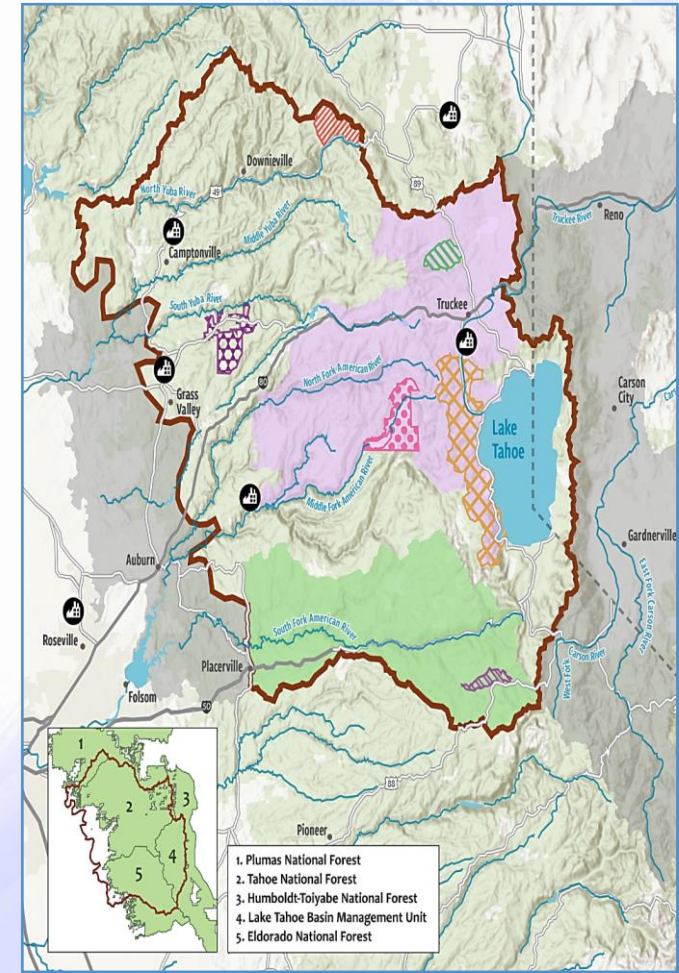 Downieville
North Yuba River
49
89
Reno
Truckee River
Middle Yuba River
Camptonville
South Yuba River
Truckee
80
North Fork American River
Grass
Valley
Carson
City
Lake
Tahoe
Middle Fork American River
Gardnerville
Auburn
East Fork Carson River
South Fork American River
Roseville
Placerville
West Fork
Carson River
Folsom
50
88
Pioneer
1
2
3
4
5
1. Plumas National Forest
2. Tahoe National Forest
3. Humboldt-Toiyabe National Forest
4. Lake Tahoe Basin Management Unit
5. Eldorado National Forest